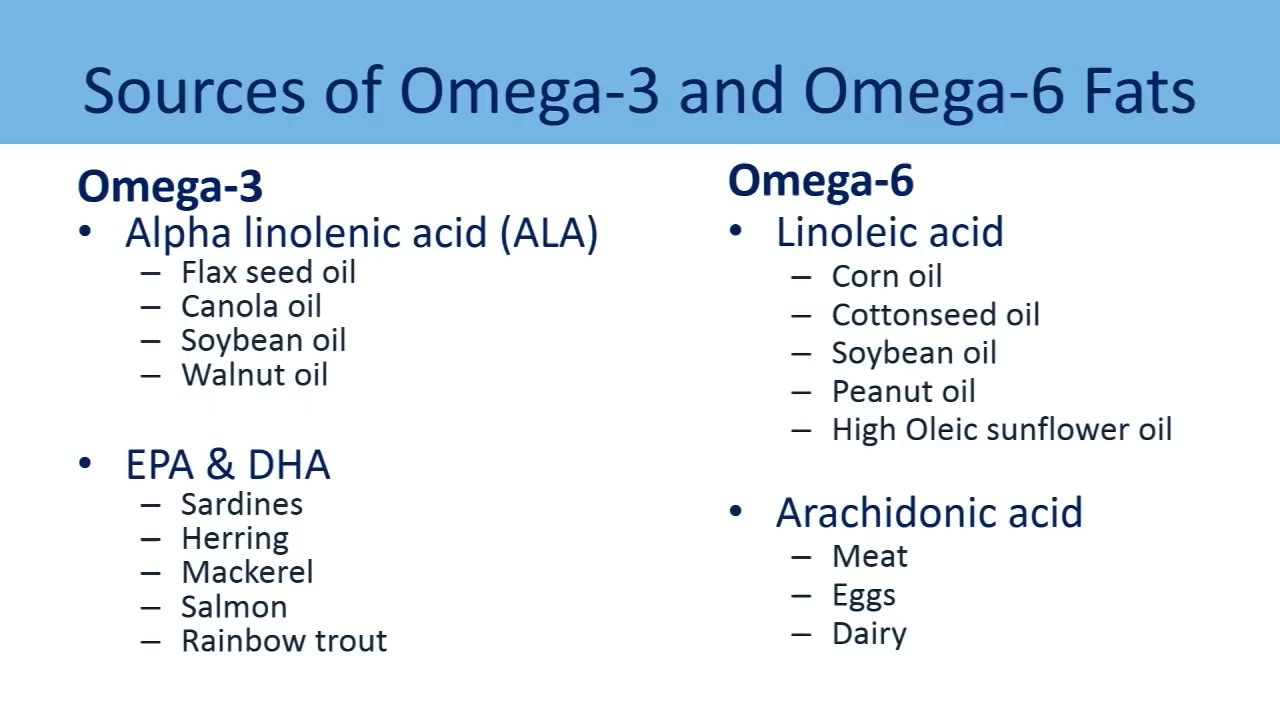 Sources of Omega-3 and Omega-6 Fats
Omega-3
• Alpha linolenic acid (ALA)
– Flax seed oil
– Canola oil
– Soybean oil
– Walnut oil
• EPA & DHA
– Sardines
– Herring
– Mackerel
– Salmon
– Rainbow trout
Omega-6
• Linoleic acid
– Corn oil
– Cottonseed oil
– Soybean oil
– Peanut oil
– High Oleic sunflower oil
• Arachidonic acid
– Meat
– Eggs
– Dairy